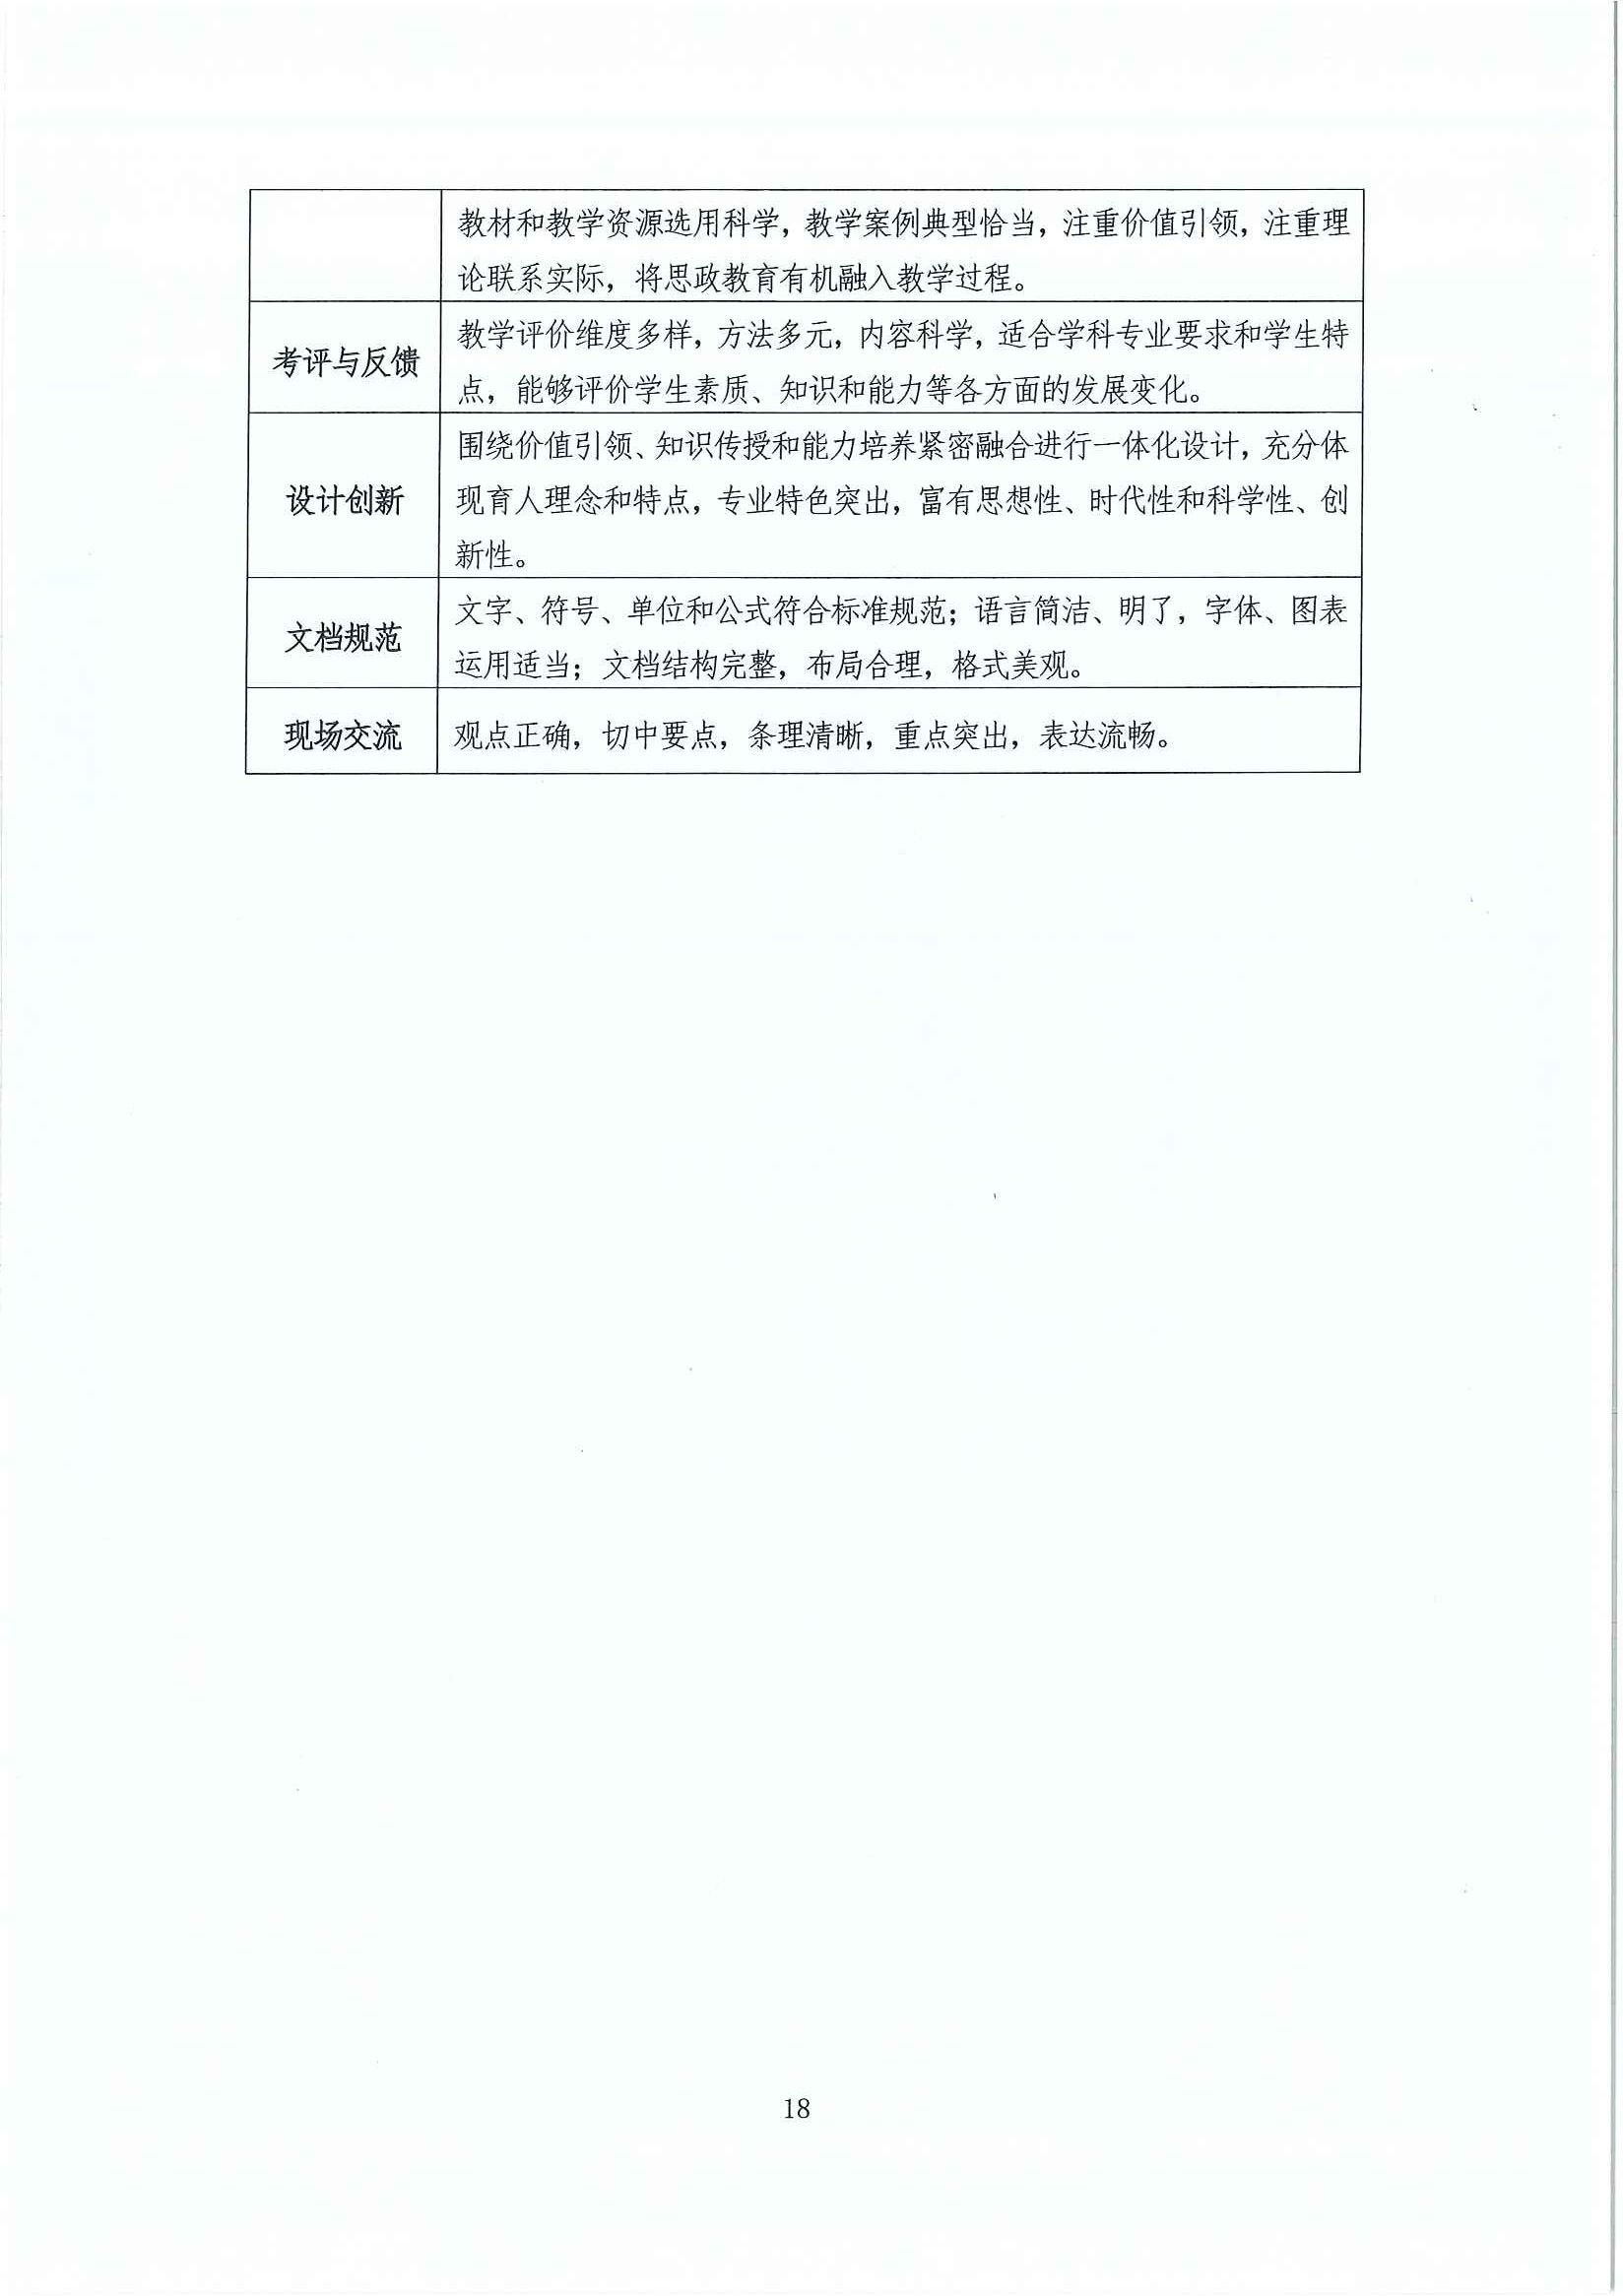 教材和教学资源选用科学，教学案例典型恰当，注重价值引领，注重理
论联系实际，将思政教育有机融入教学过程。
考评与反馈
教学评价维度多样，方法多元，内容科学，适合学科专业要求和学生特
点，能够评价学生素质、知识和能力等各方面的发展变化。
设计创新
围绕价值引领、知识传授和能力培养紧密融合进行一体化设计，充分体
现育人理念和特点，专业特色突出，富有思想性、时代性和科学性、创
新性。
文档规范
文字、符号、单位和公式符合标准规范；语言简洁、明了，字体、图表
运用适当；文档结构完整，布局合理，格式美观。
现场交流
观点正确，切中要点，条理清晰，重点突出，表达流畅。
18